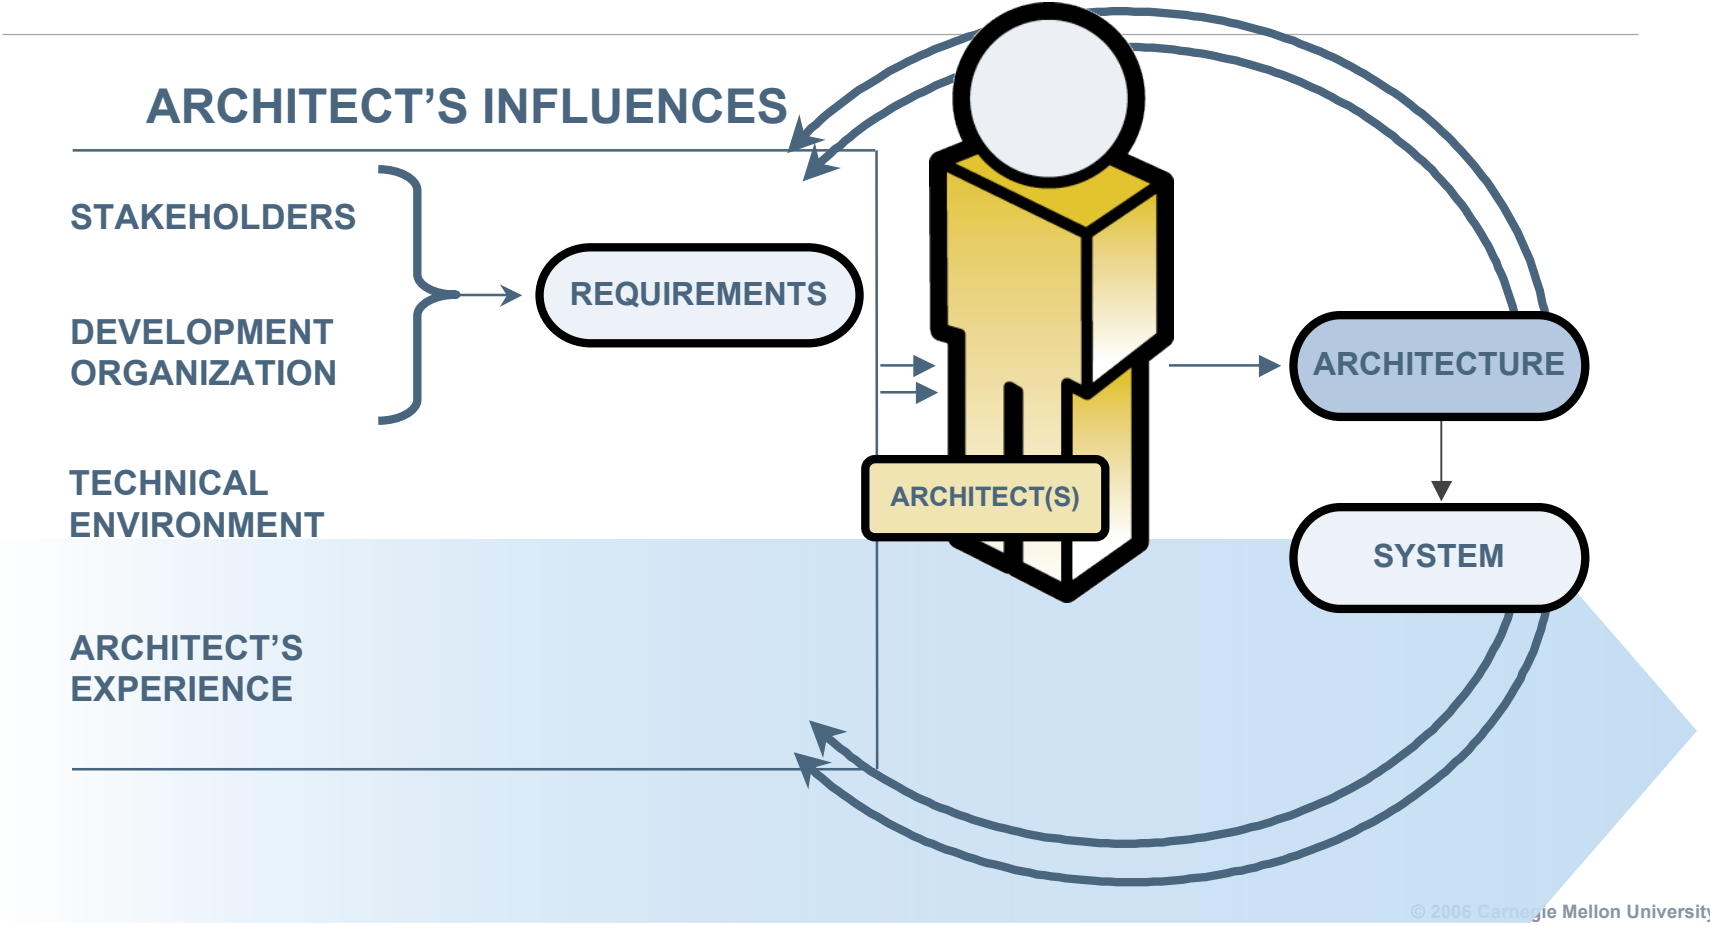 ARCHITECT’S INFLUENCES
STAKEHOLDERS
DEVELOPMENT
ORGANIZATION
TECHNICAL
ENVIRONMENT
ARCHITECT’S
EXPERIENCE
REQUIREMENTS
ARCHITECT(S)
ARCHITECTURE
SYSTEM
© 2006 Carnegie Mellon University